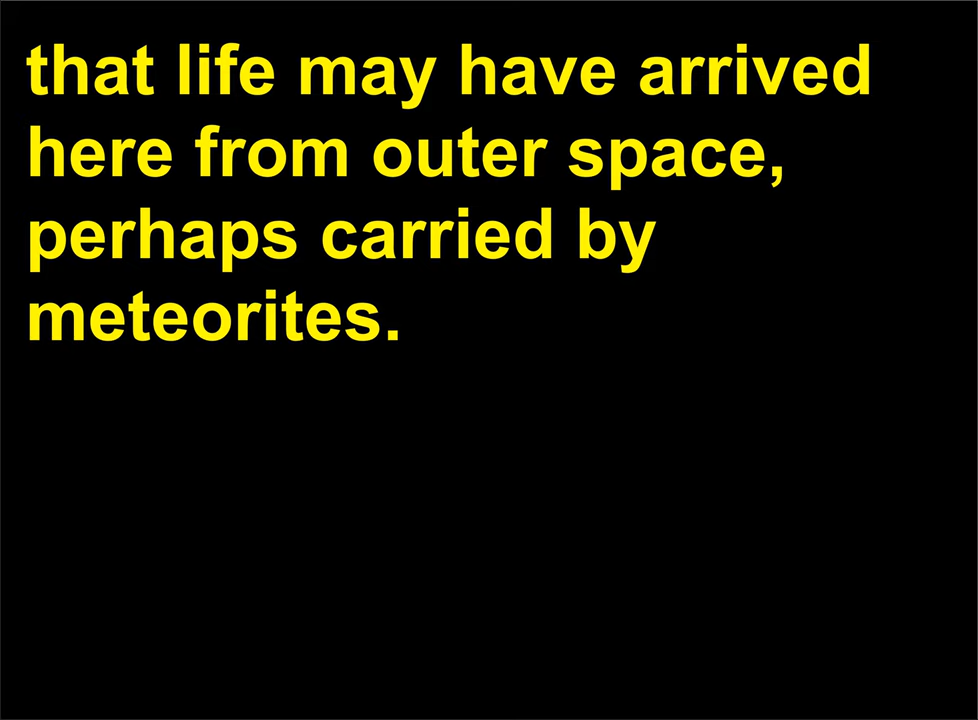 that life may have arrived
here from outer space,
perhaps carried by
meteorites.